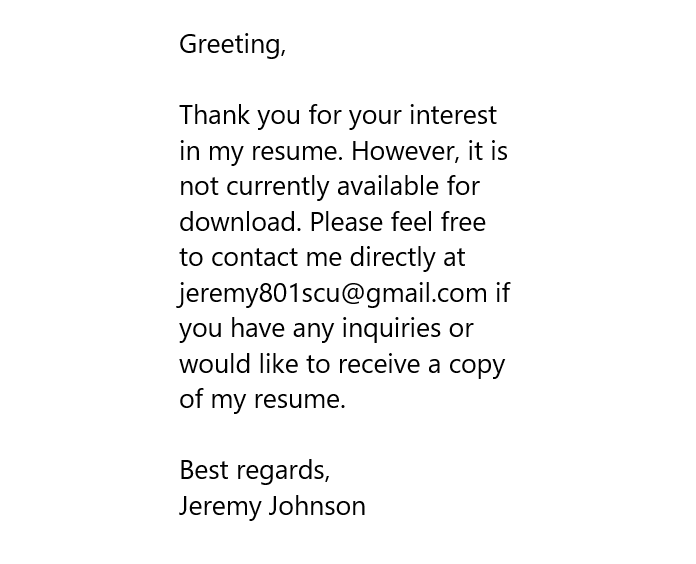 Greeting,
Thank you for your interest
in my resume. However, it is
not currently available for
download. Please feel free
to contact me directly at
jeremy801scu@gmail.com if
you have any inquiries or
would like to receive a copy
of my resume.
Best regards,
Jeremy Johnson